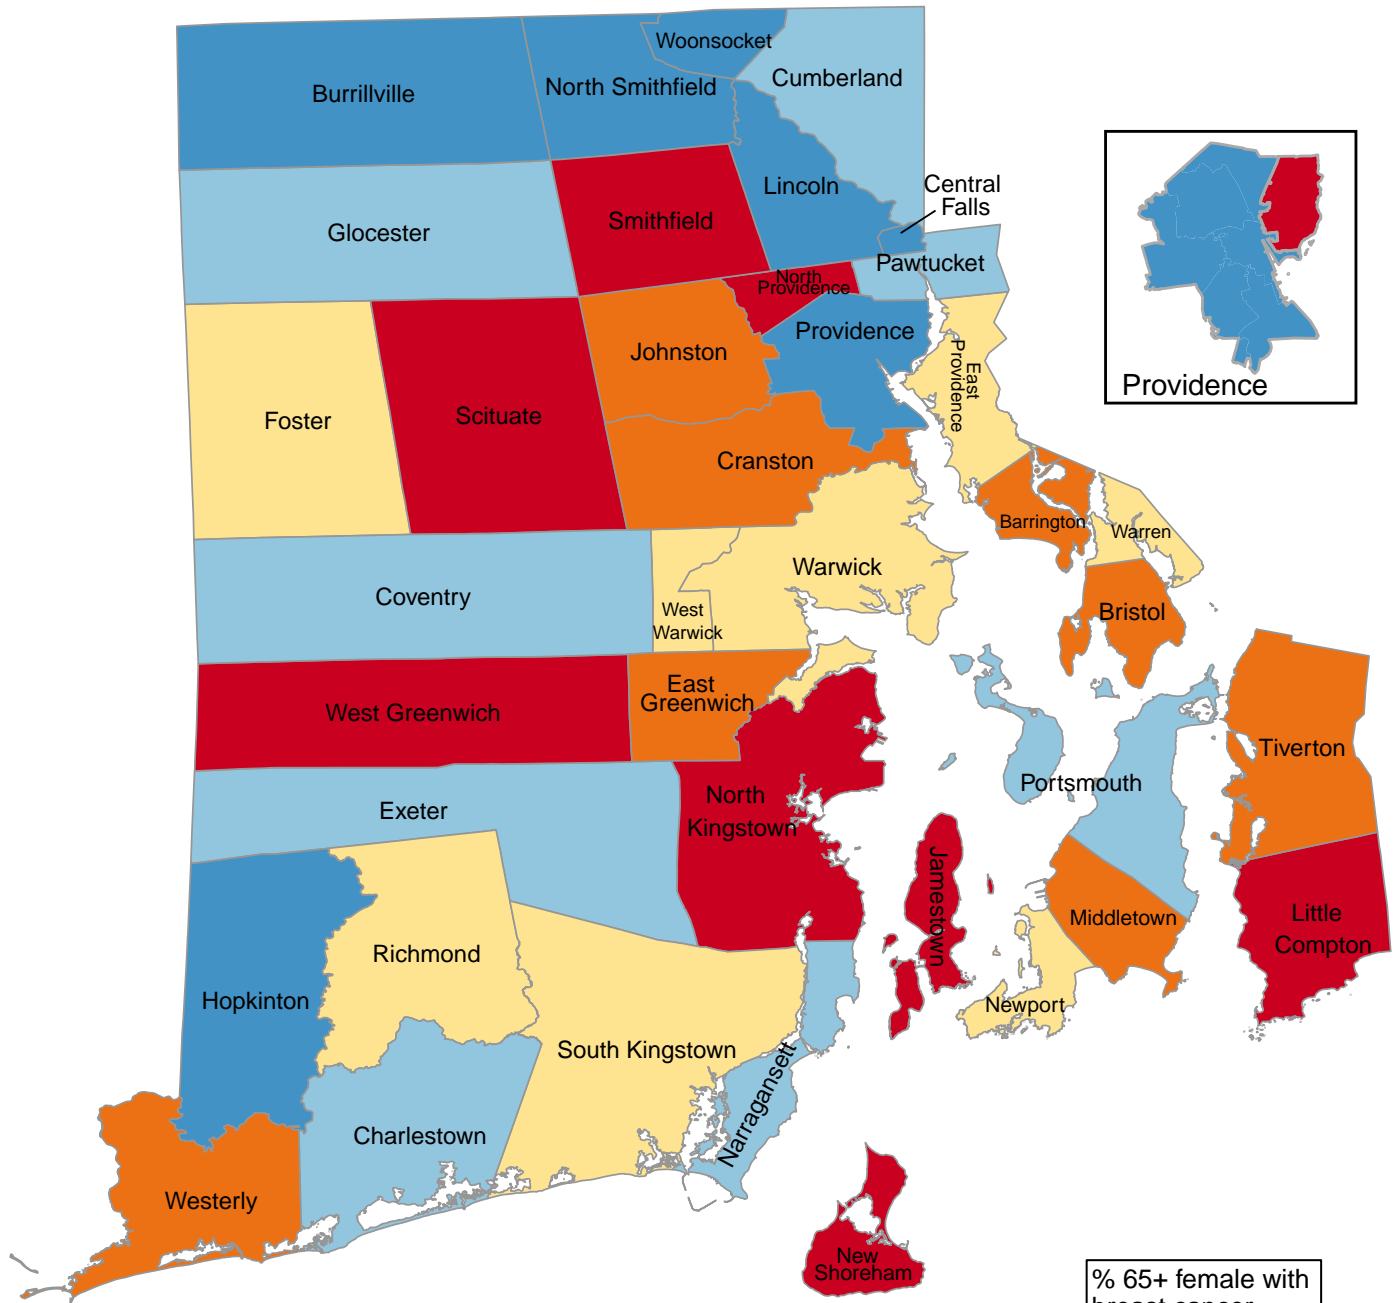 Woonsocket
Burrillville
North Smithfield
Cumberland
Lincoln
Central
Falls
Glocester
Smithfield
Pawtucket
North
Providence
Providence
Johnston
East
Providence
Foster
Scituate
Cranston
Providence
Barrington
Warren
Warwick
Coventry
West
Warwick
Bristol
East
Greenwich
West Greenwich
Tiverton
Portsmouth
North
Kingstown
Exeter
Jamestown
Middletown
Little
Compton
Richmond
Hopkinton
Newport
South Kingstown
Narragansett
Charlestown
Westerly
New
Shoreham
% 65+ female with
breast cancer